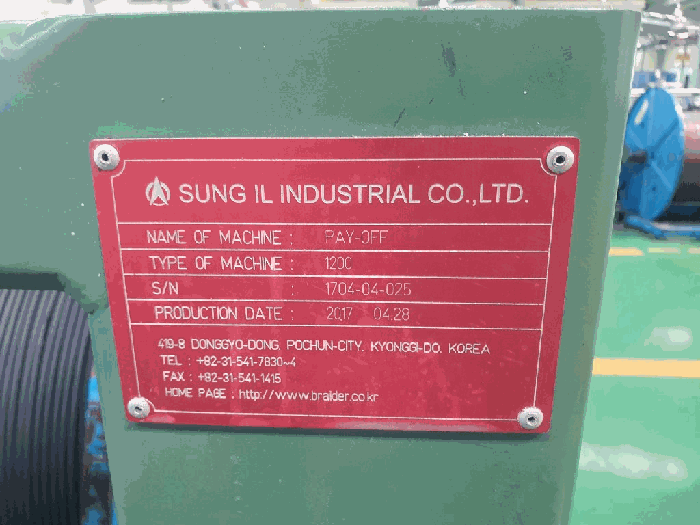 SUNG IL INDUSTRIAL CO.,LTD.
NAME OF MACHINE : PAY-OFF
TYPE OF MACHINE : 1200
S/N : 1704-04-025
PRODUCTION DATE : 2017 04.28
419-8 DONGGYO-DONG, POCHUN-CITY, KYONGGI-DO, KOREA
TEL : +82-31-541-7830~4
FAX : +82-31-541-1415
HOME PAGE : http://www.braider.co.kr